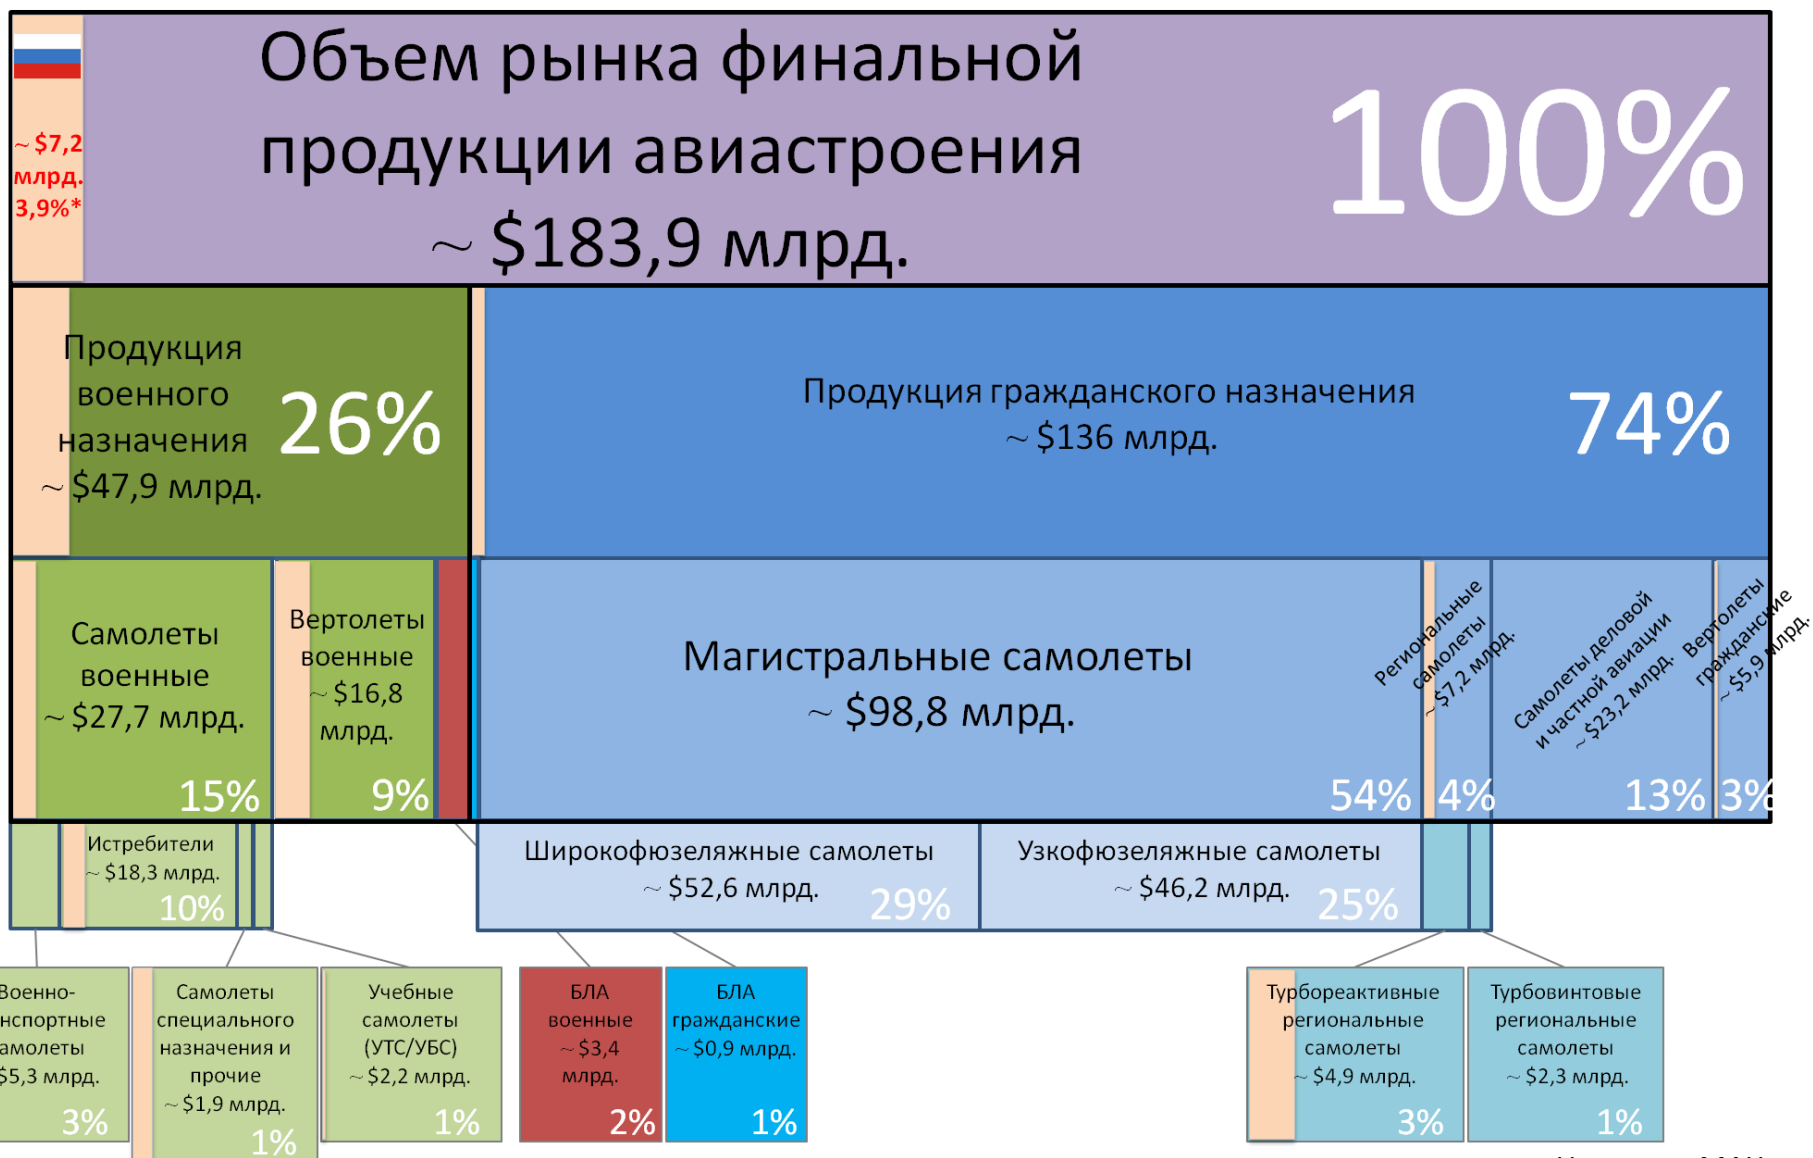 Объем рынка финальной
продукции авиастроения
~ $183,9 млрд.
100%
~ $7,2
млрд.
3,9%*
Продукция
военного
назначения
~ $47,9 млрд.
26%
Продукция гражданского назначения
~ $136 млрд.
74%
Самолеты
военные
~ $27,7 млрд.
15%
Вертолеты
военные
~ $16,8
млрд.
9%
Магистральные самолеты
~ $98,8 млрд.
54%
Региональные
самолеты
~ $7,2 млрд.
4%
Самолеты деловой
и частной авиации
~ $23,2 млрд.
13%
Вертолеты
гражданские
~ $5,9 млрд.
3%
Истребители
~ $18,3 млрд.
10%
Широкофюзеляжные самолеты
~ $52,6 млрд.
29%
Узкофюзеляжные самолеты
~ $46,2 млрд.
25%
Военно-
нспортные
амолеты
$5,3 млрд.
3%
Самолеты
специального
назначения и
прочие
~ $1,9 млрд.
1%
Учебные
самолеты
(УТС/УБС)
~ $2,2 млрд.
1%
БЛА
военные
~ $3,4
млрд.
2%
БЛА
гражданские
~ $0,9 млрд.
1%
Турбореактивные
региональные
самолеты
~ $4,9 млрд.
3%
Турбовинтовые
региональные
самолеты
~ $2,3 млрд.
1%